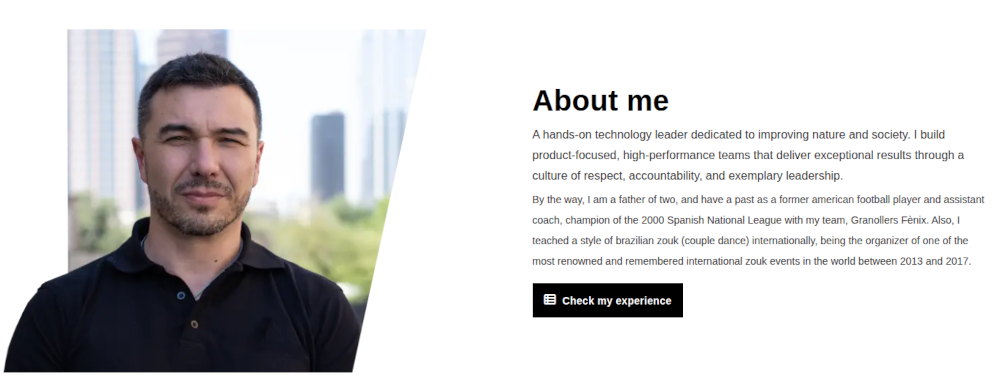 About me
A hands-on technology leader dedicated to improving nature and society. I build
product-focused, high-performance teams that deliver exceptional results through a
culture of respect, accountability, and exemplary leadership.
By the way, I am a father of two, and have a past as a former american football player and assistant
coach, champion of the 2000 Spanish National League with my team, Granollers Fènix. Also, I
teached a style of brazilian zouk (couple dance) internationally, being the organizer of one of the
most renowned and remembered international zouk events in the world between 2013 and 2017.
Check my experience